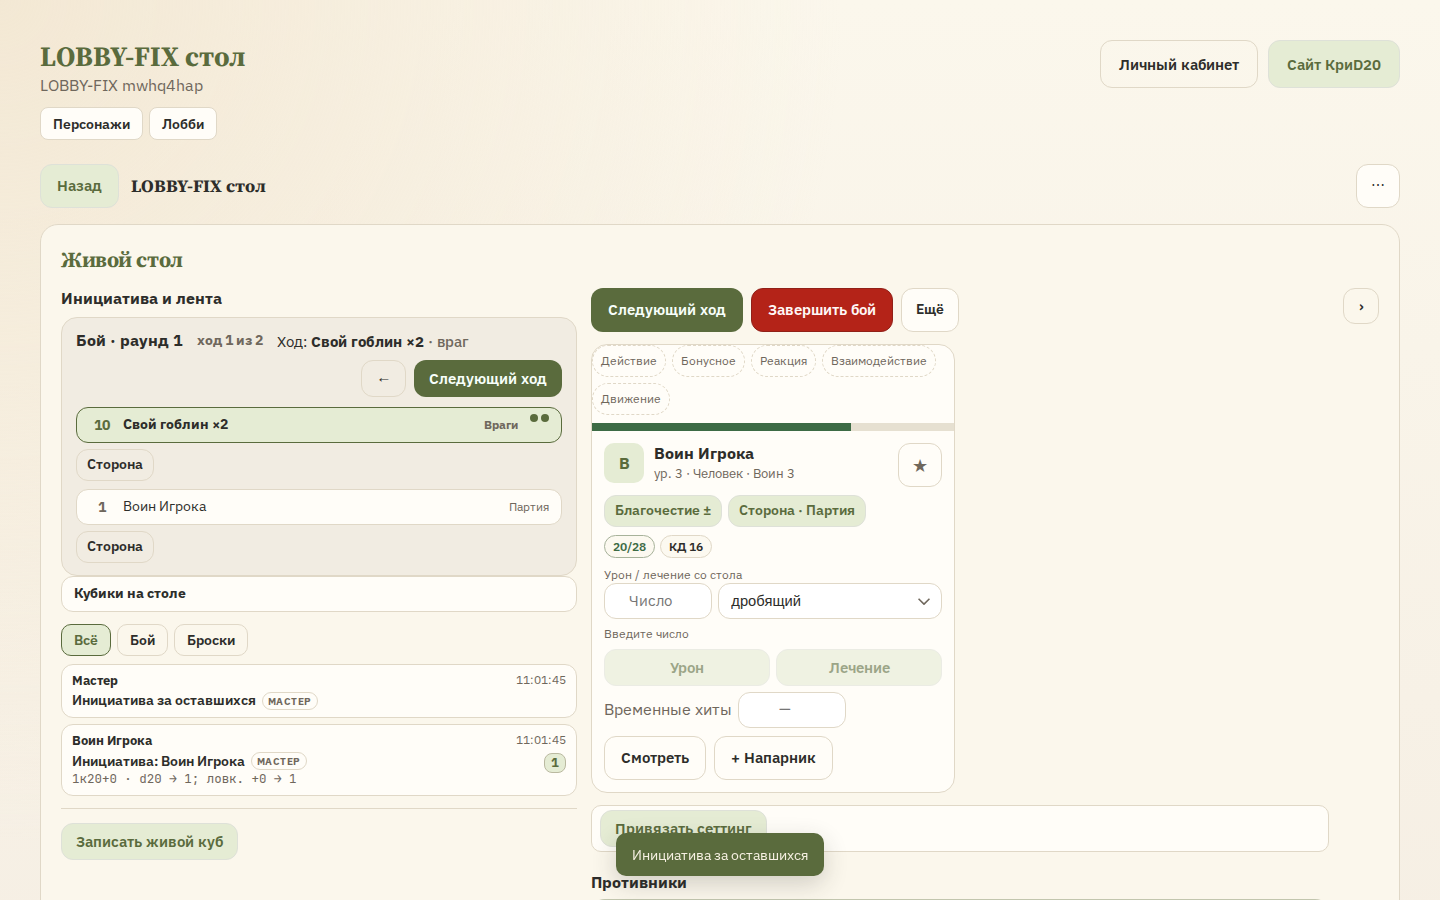 LOBBY-FIX стол
LOBBY-FIX mwhq4hap
Персонажи
Лобби
Личный кабинет
Сайт КриD20
Назад
LOBBY-FIX стол
...
Живой стол
Инициатива и лента
Бой · раунд 1
ход 1 из 2
Ход: Свой гоблин ×2 · враг
←
Следующий ход
10 Свой гоблин ×2 Враги
Сторона
1 Воин Игрока Партия
Сторона
Кубики на столе
Всё
Бой
Броски
Мастер 11:01:45
Инициатива за оставшихся МАСТЕР
Воин Игрока 11:01:45
Инициатива: Воин Игрока МАСТЕР 1
1к20+0 · d20 → 1; ловк. +0 → 1
Записать живой куб
Следующий ход
Завершить бой
Ещё
›
Действие
Бонусное
Реакция
Взаимодействие
Движение
В
Воин Игрока
ур. 3 · Человек · Воин 3
★
Благочестие ±
Сторона · Партия
20/28
КД 16
Урон / лечение со стола
Число
дробящий
Введите число
Урон
Лечение
Временные хиты
—
Смотреть
+ Напарник
Привязать сеттинг
Инициатива за оставшихся
Противники